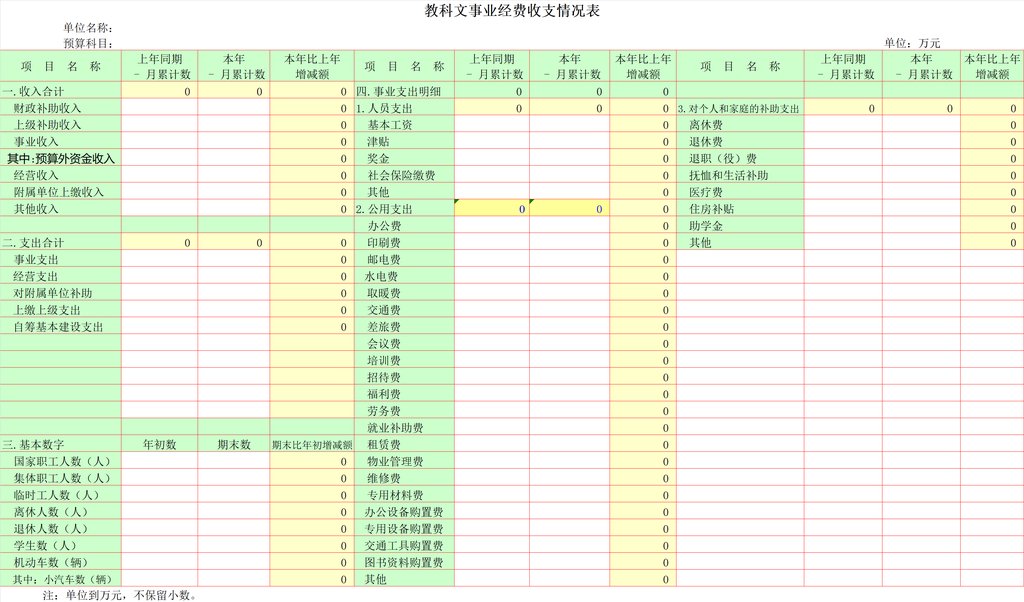 教科文事业经费收支情况表
单位名称：
预算科目： 单位：万元
项 目 名 称 上年同期 - 月累计数 本年 - 月累计数 本年比上年增减额 项 目 名 称 上年同期 - 月累计数 本年 - 月累计数 本年比上年增减额 项 目 名 称 上年同期 - 月累计数 本年 - 月累计数 本年比上年增减额
一.收入合计 0 0 0 四.事业支出明细 0 0 0
财政补助收入 0 1.人员支出 0 0 0 3.对个人和家庭的补助支出 0 0 0
上级补助收入 0 基本工资 0 离休费 0
事业收入 0 津贴 0 退休费 0
其中:预算外资金收入 0 奖金 0 退职（役）费 0
经营收入 0 社会保险缴费 0 抚恤和生活补助 0
附属单位上缴收入 0 其他 0 医疗费 0
其他收入 0 2.公用支出 0 0 0 住房补贴 0
办公费 0 助学金 0
二.支出合计 0 0 0 印刷费 0 其他 0
事业支出 0 邮电费 0
经营支出 0 水电费 0
对附属单位补助 0 取暖费 0
上缴上级支出 0 交通费 0
自筹基本建设支出 0 差旅费 0
会议费 0
培训费 0
招待费 0
福利费 0
劳务费 0
就业补助费 0
三.基本数字 年初数 期末数 期末比年初增减额 租赁费 0
国家职工人数（人） 0 物业管理费 0
集体职工人数（人） 0 维修费 0
临时工人数（人） 0 专用材料费 0
离休人数（人） 0 办公设备购置费 0
退休人数（人） 0 专用设备购置费 0
学生数（人） 0 交通工具购置费 0
机动车数（辆） 0 图书资料购置费 0
其中：小汽车数（辆） 0 其他 0
注：单位到万元，不保留小数。